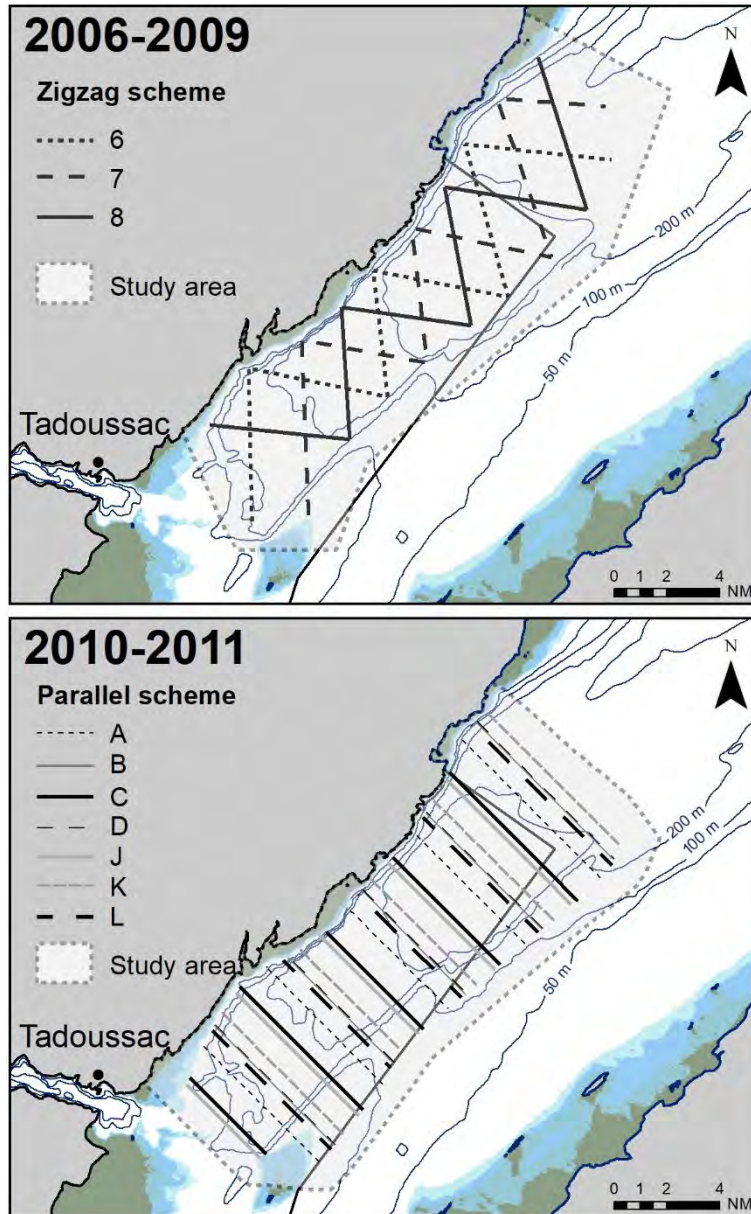 2006-2009
N
Zigzag scheme
6
7
8
Study area
200 m
100 m
50 m
Tadoussac
0 1 2 4
NM
2010-2011
N
Parallel scheme
A
B
C
D
J
K
L
Study area
200 m
100 m
50 m
Tadoussac
0 1 2 4
NM